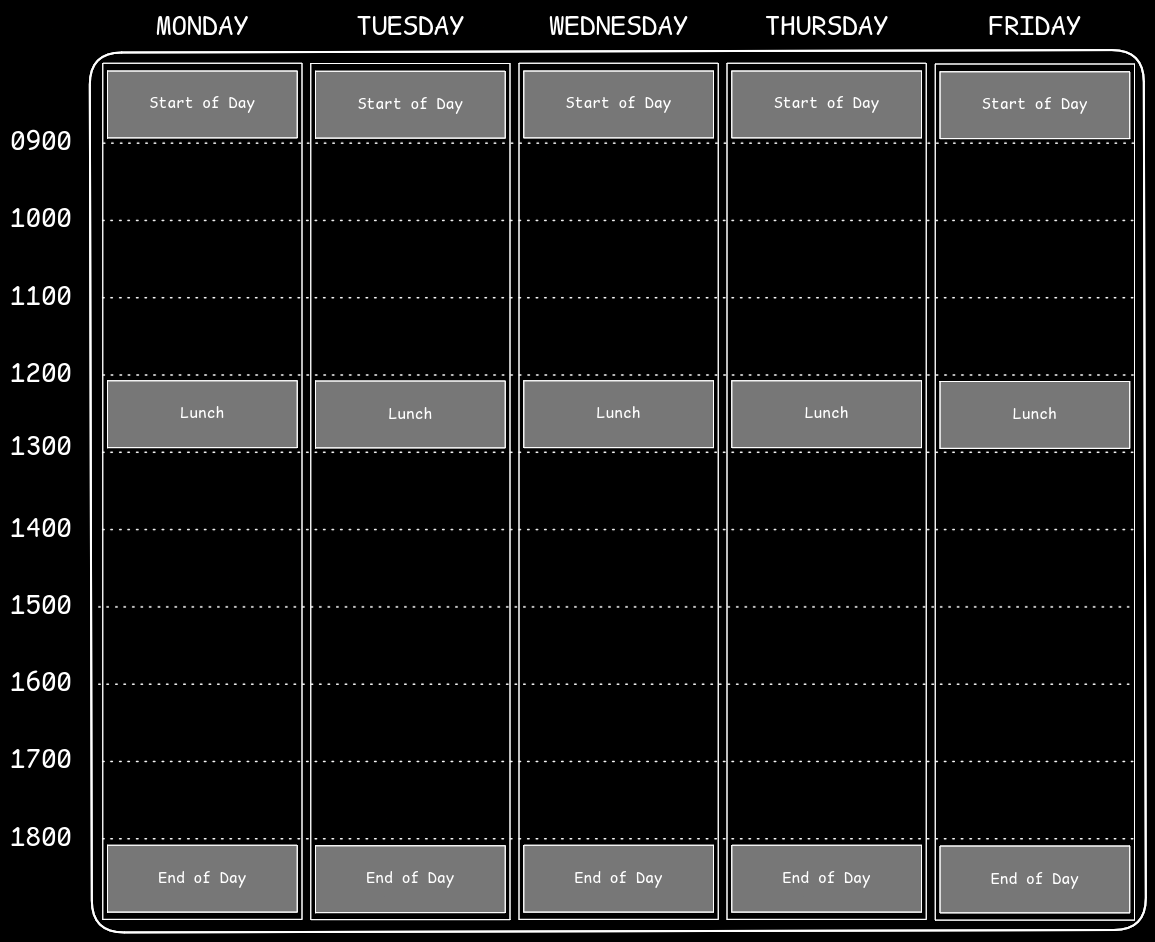 MONDAY TUESDAY WEDNESDAY THURSDAY FRIDAY
Start of Day Start of Day Start of Day Start of Day Start of Day
0900
1000
1100
1200
Lunch Lunch Lunch Lunch Lunch
1300
1400
1500
1600
1700
1800
End of Day End of Day End of Day End of Day End of Day